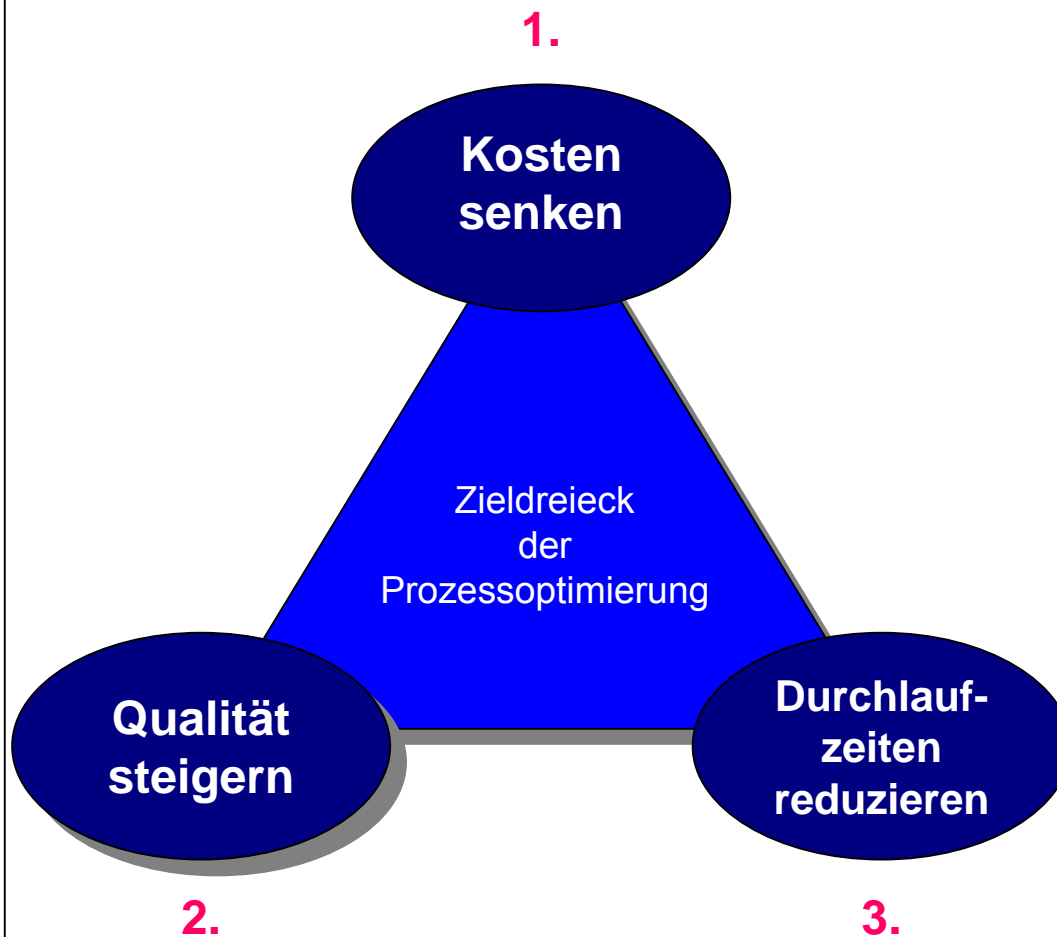 1.
Kosten
senken
Zieldreieck
der
Prozessoptimierung
Qualität
steigern
Durchlauf-
zeiten
reduzieren
2.
3.